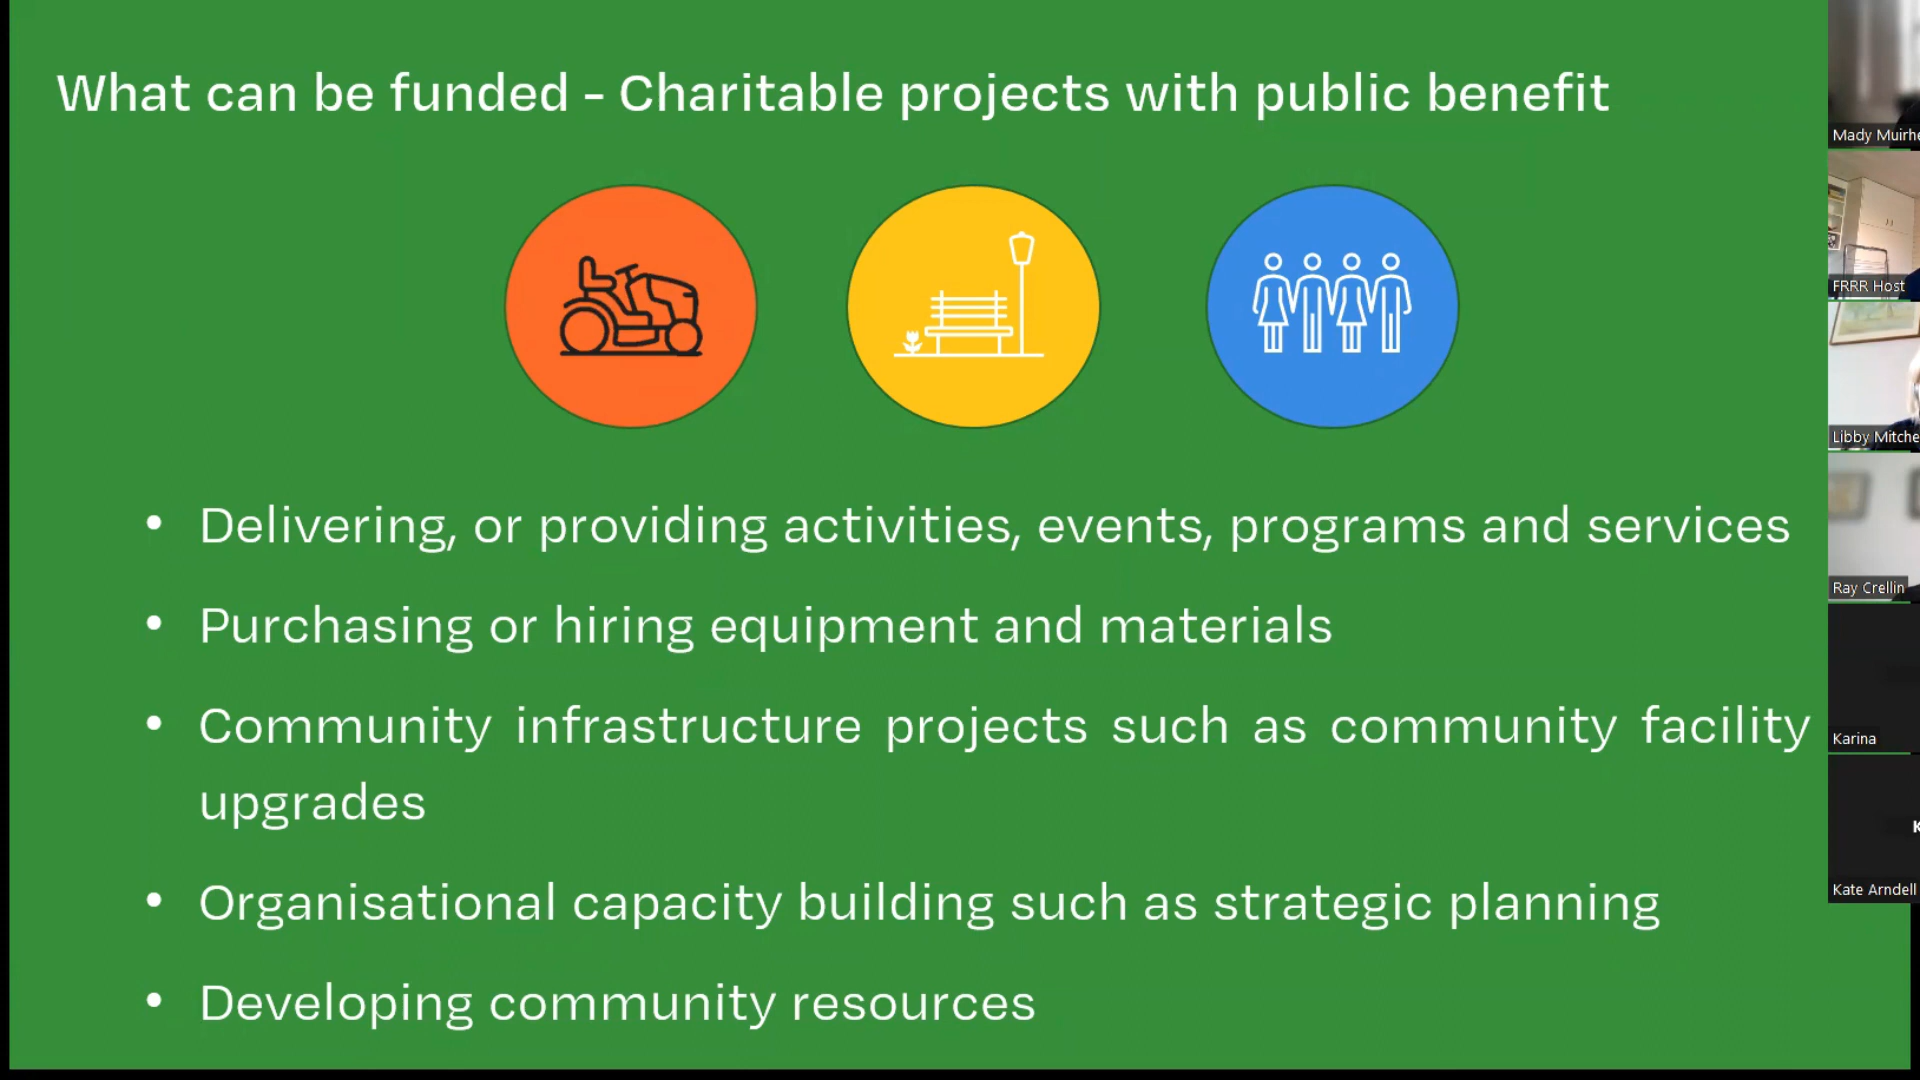 What can be funded - Charitable projects with public benefit
• Delivering, or providing activities, events, programs and services
• Purchasing or hiring equipment and materials
• Community infrastructure projects such as community facility
upgrades
• Organisational capacity building such as strategic planning
• Developing community resources
Mady Muirhe
FRRR Host
Libby Mitche
Ray Crellin
Karina
K
Kate Arndell